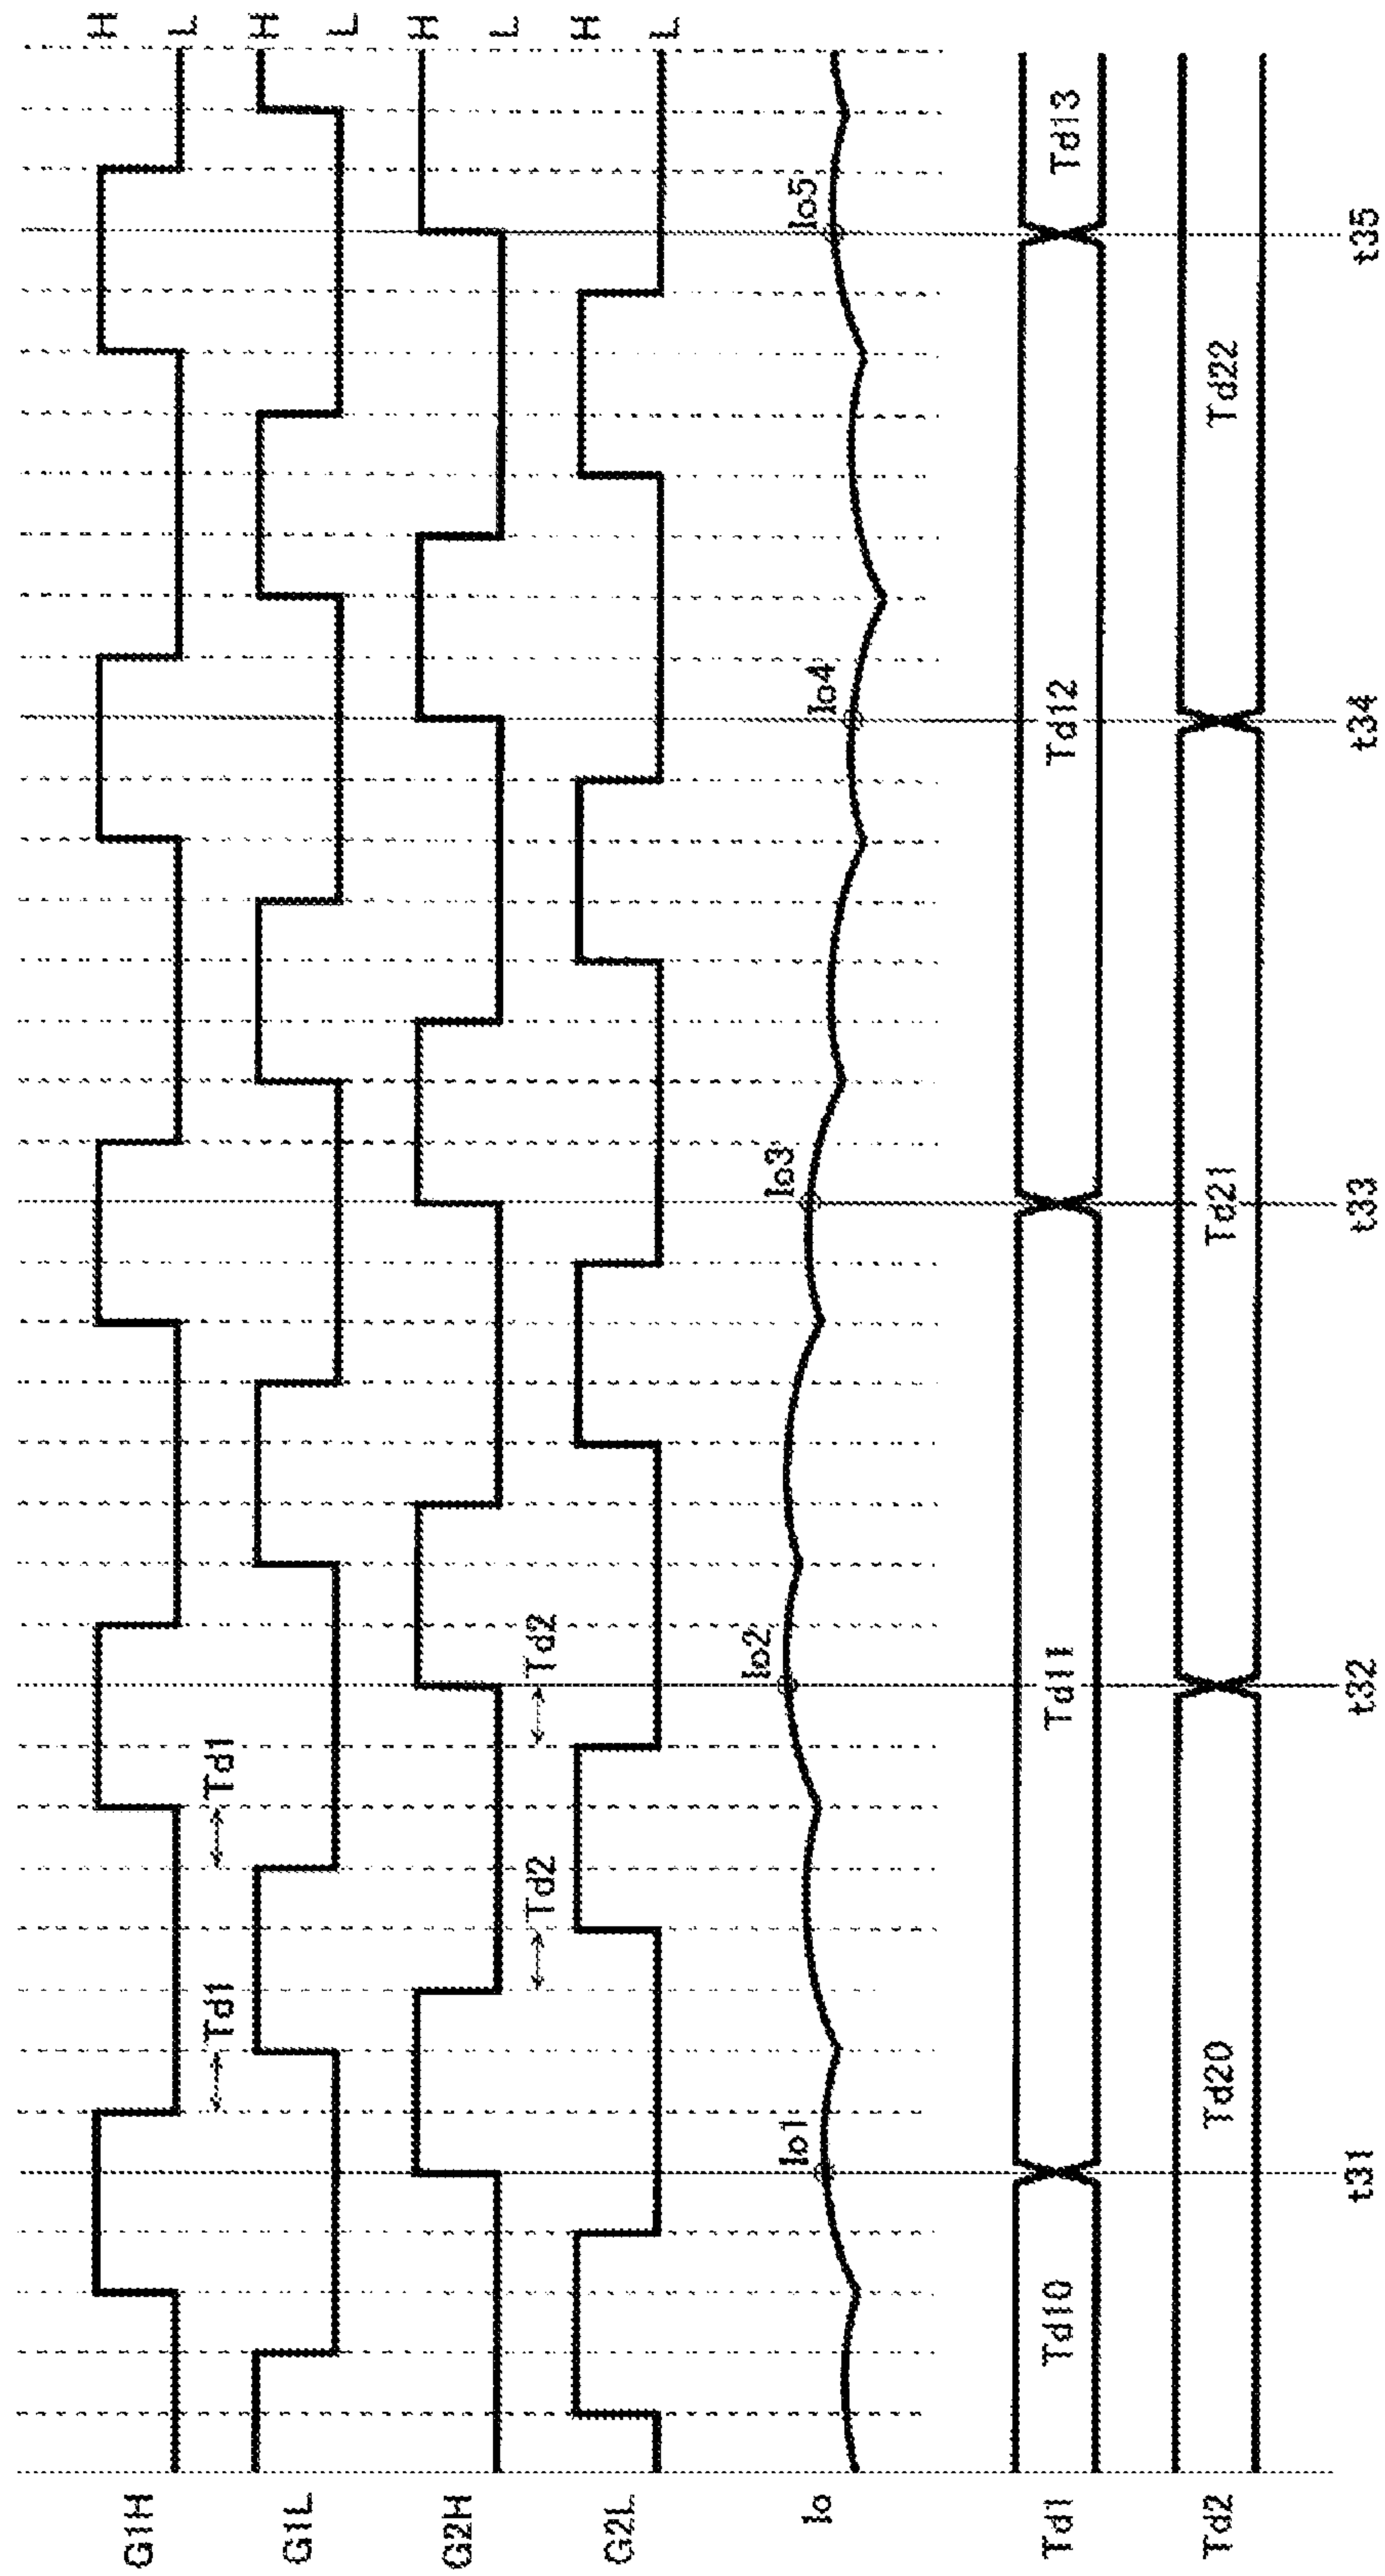 G1H
H
L
Td1
Td1
G1L
H
L
G2H
H
L
Td2
Td2
G2L
H
L
Io
Io1
Io2
Io3
Io4
Io5
Td1
Td10
Td11
Td12
Td13
Td2
Td20
Td21
Td22
t31
t32
t33
t34
t35